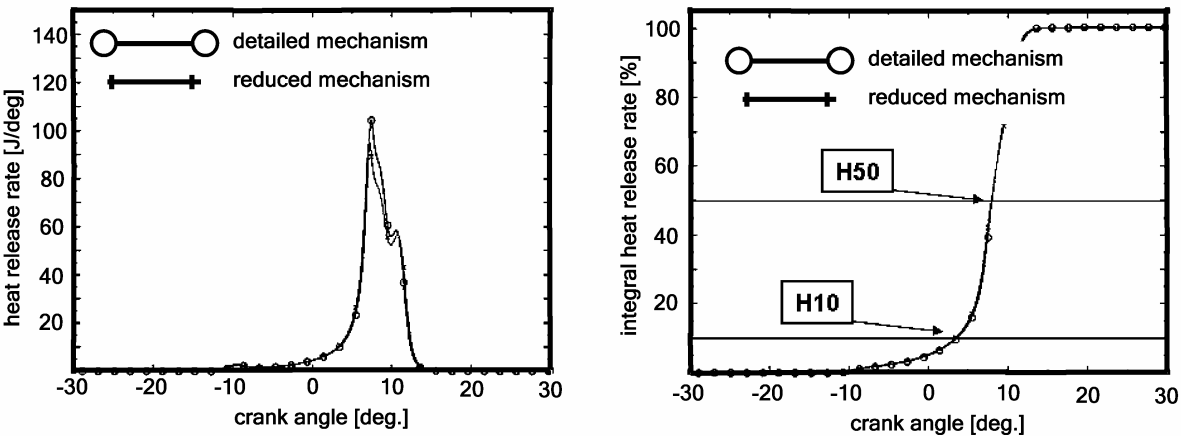 140
120
100
80
60
40
20
heat release rate [J/deg]
detailed mechanism
reduced mechanism
-30 -20 -10 0 10 20 30
crank angle [deg.]
100
80
60
40
20
integral heat release rate [%]
detailed mechanism
reduced mechanism
H50
H10
-30 -20 -10 0 10 20 30
crank angle [deg.]